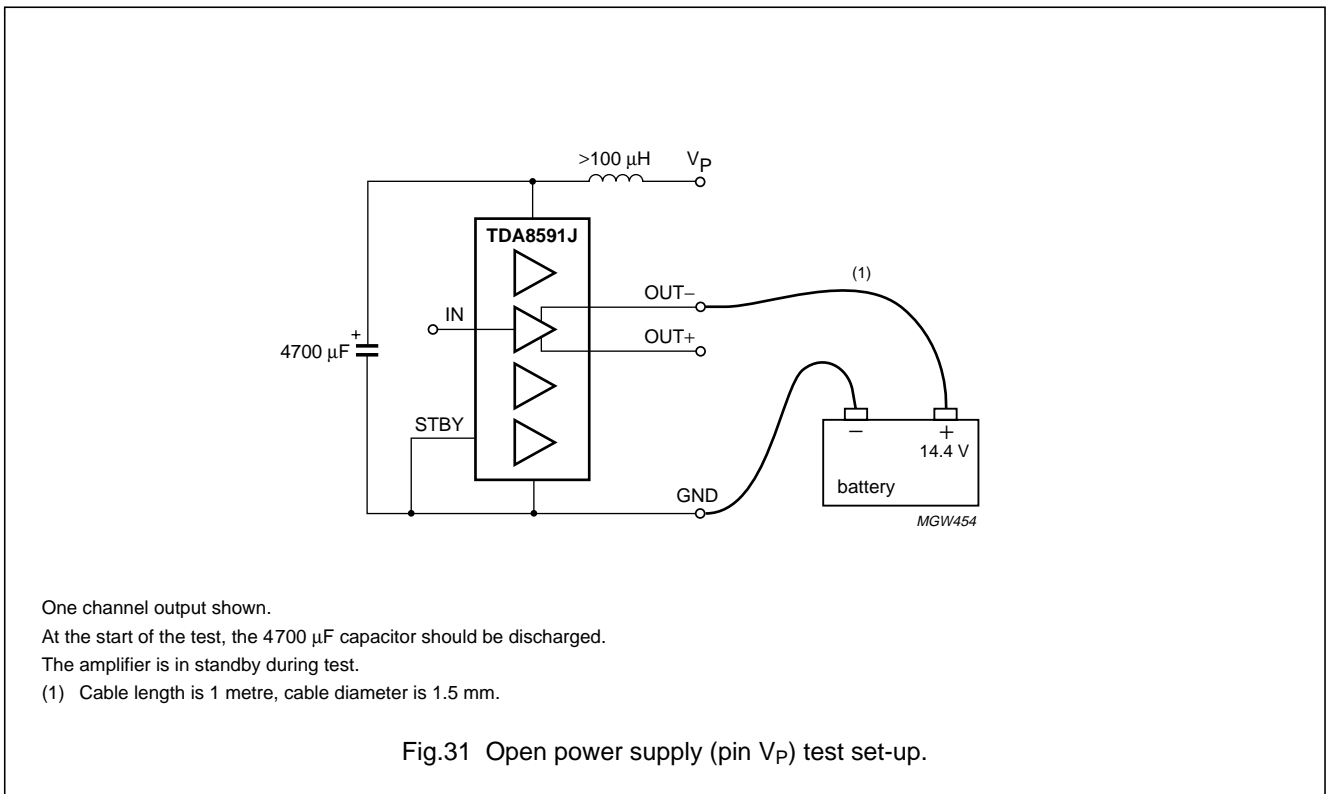 >100 μH
VP
TDA8591J
(1)
OUT−
IN
OUT+
+
4700 μF
STBY
− +
14.4 V
battery
GND
MGW454
One channel output shown.
At the start of the test, the 4700 μF capacitor should be discharged.
The amplifier is in standby during test.
(1) Cable length is 1 metre, cable diameter is 1.5 mm.
Fig.31 Open power supply (pin VP) test set-up.